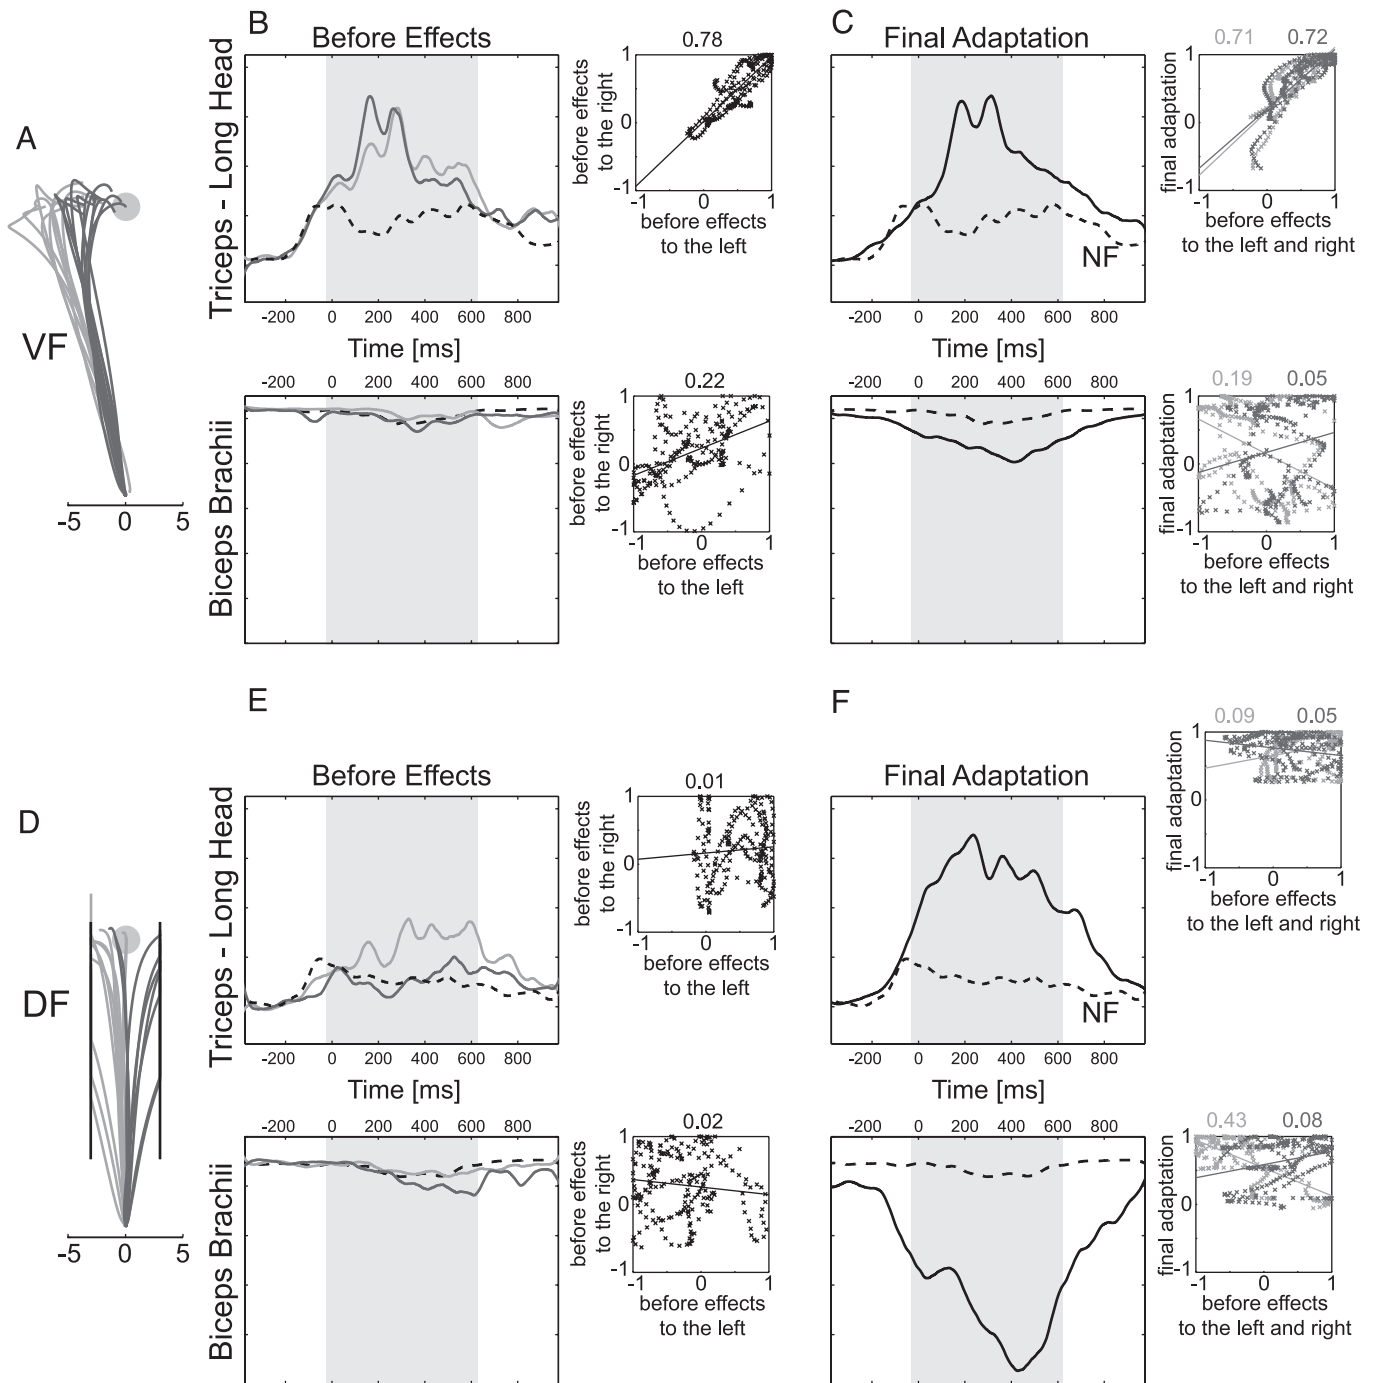 A
VF
-5 0 5
B
Before Effects
Triceps - Long Head
-200 0 200 400 600 800
Time [ms]
0.78
before effects
to the right
1
0
-1
-1 0 1
before effects
to the left
-200 0 200 400 600 800
Biceps Brachii
0.22
before effects
to the right
1
0
-1
-1 0 1
before effects
to the left
C
Final Adaptation
NF
-200 0 200 400 600 800
Time [ms]
0.71 0.72
final adaptation
1
0
-1
-1 0 1
before effects
to the left and right
-200 0 200 400 600 800
0.19 0.05
final adaptation
1
0
-1
-1 0 1
before effects
to the left and right
D
DF
-5 0 5
E
Before Effects
Triceps - Long Head
-200 0 200 400 600 800
Time [ms]
0.01
before effects
to the right
1
0
-1
-1 0 1
before effects
to the left
-200 0 200 400 600 800
Biceps Brachii
0.02
before effects
to the right
1
0
-1
-1 0 1
before effects
to the left
F
Final Adaptation
NF
-200 0 200 400 600 800
Time [ms]
0.09 0.05
final adaptation
1
0
-1
-1 0 1
before effects
to the left and right
-200 0 200 400 600 800
0.43 0.08
final adaptation
1
0
-1
-1 0 1
before effects
to the left and right